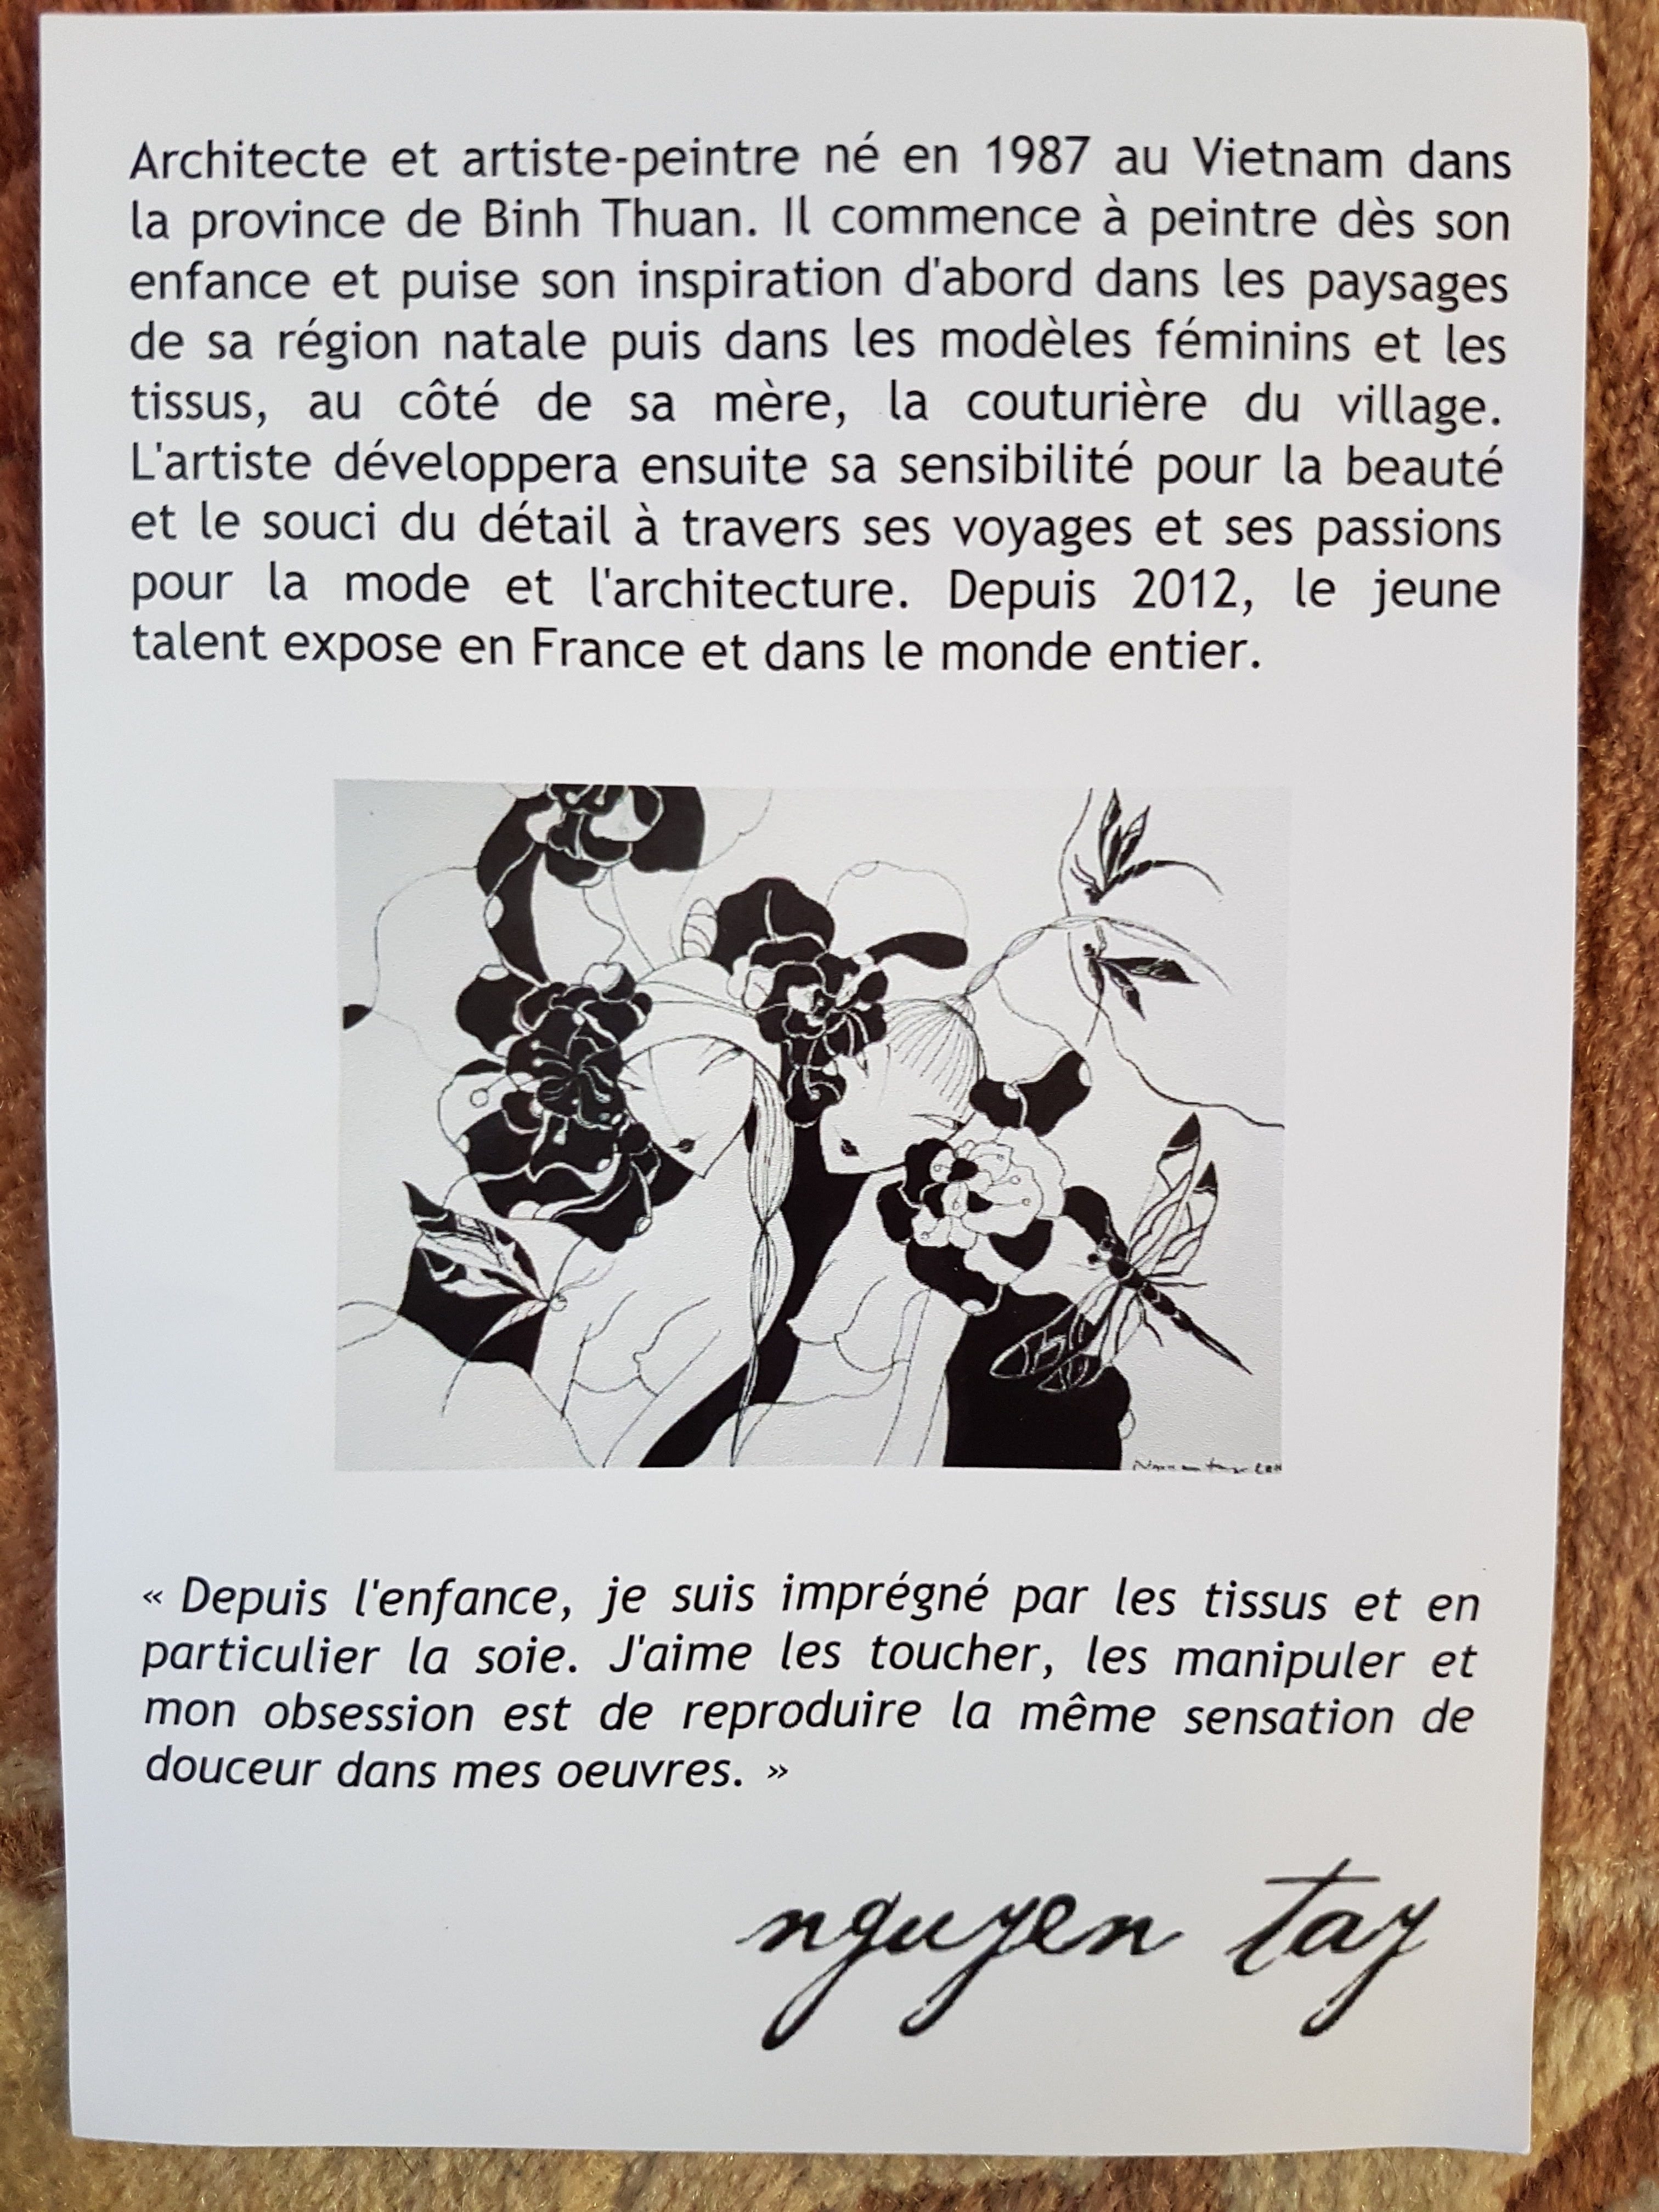 Architecte et artiste-peintre né en 1987 au Vietnam dans
la province de Binh Thuan. Il commence à peintre dès son
enfance et puise son inspiration d'abord dans les paysages
de sa région natale puis dans les modèles féminins et les
tissus, au côté de sa mère, la couturière du village.
L'artiste développera ensuite sa sensibilité pour la beauté
et le souci du détail à travers ses voyages et ses passions
pour la mode et l'architecture. Depuis 2012, le jeune
talent expose en France et dans le monde entier.
« Depuis l'enfance, je suis imprégné par les tissus et en
particulier la soie. J'aime les toucher, les manipuler et
mon obsession est de reproduire la même sensation de
douceur dans mes oeuvres. »
nguyen tay